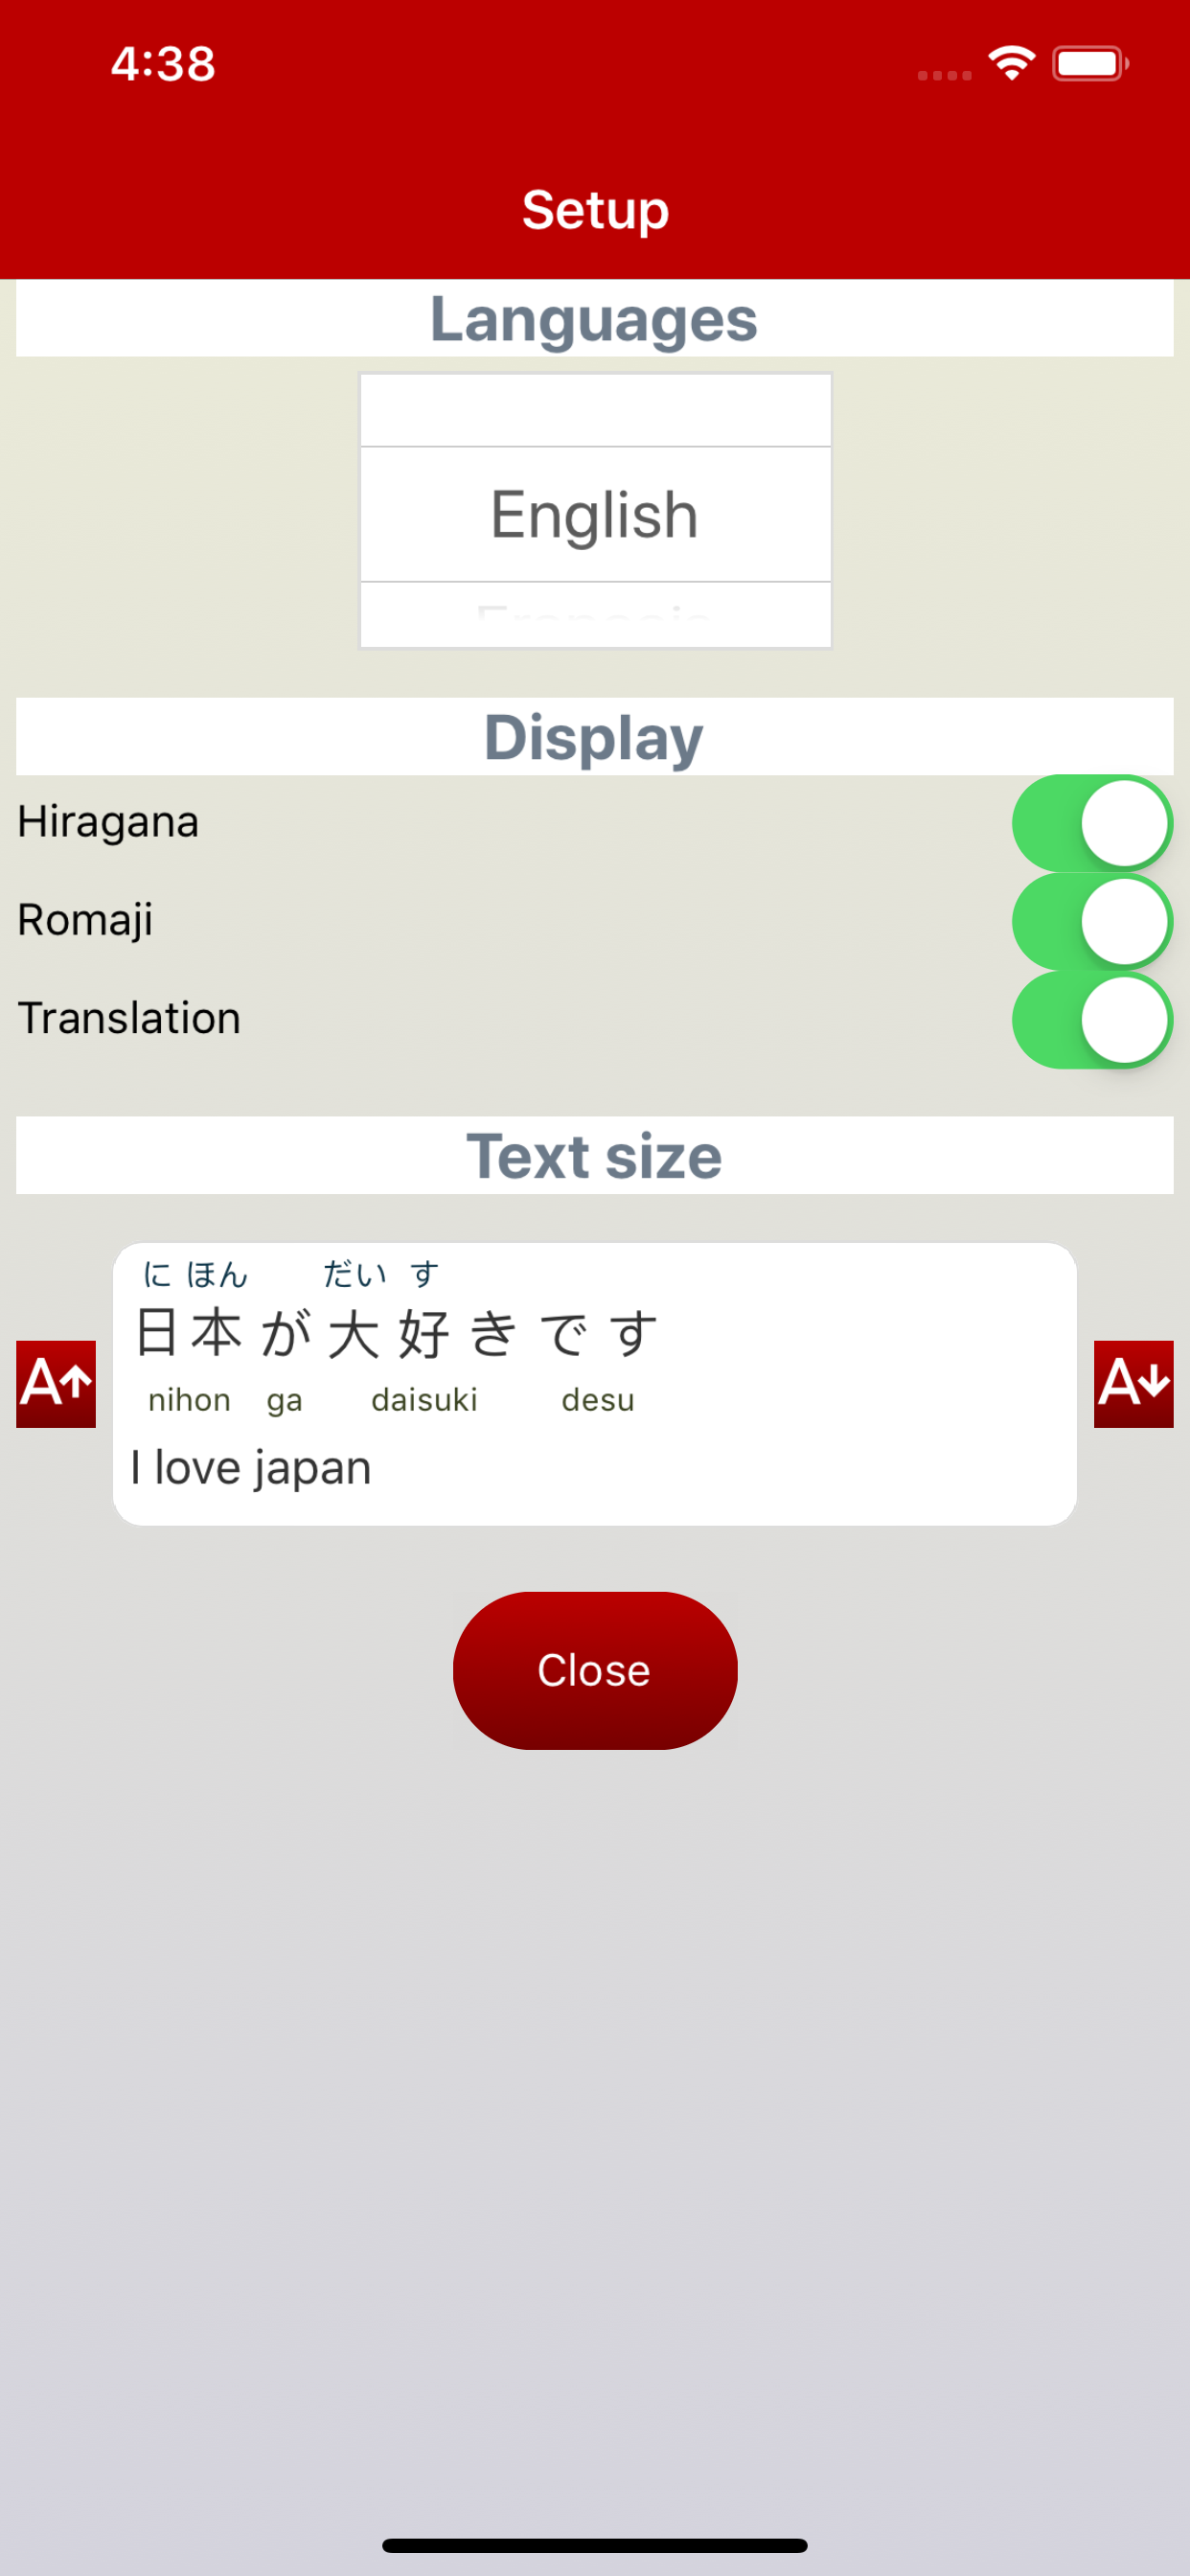 4:38
Setup
Languages
English
Français
Display
Hiragana
Romaji
Translation
Text size
に ほん だい す
日本が大好きです
nihon ga daisuki desu
I love japan
A↑
A↓
Close